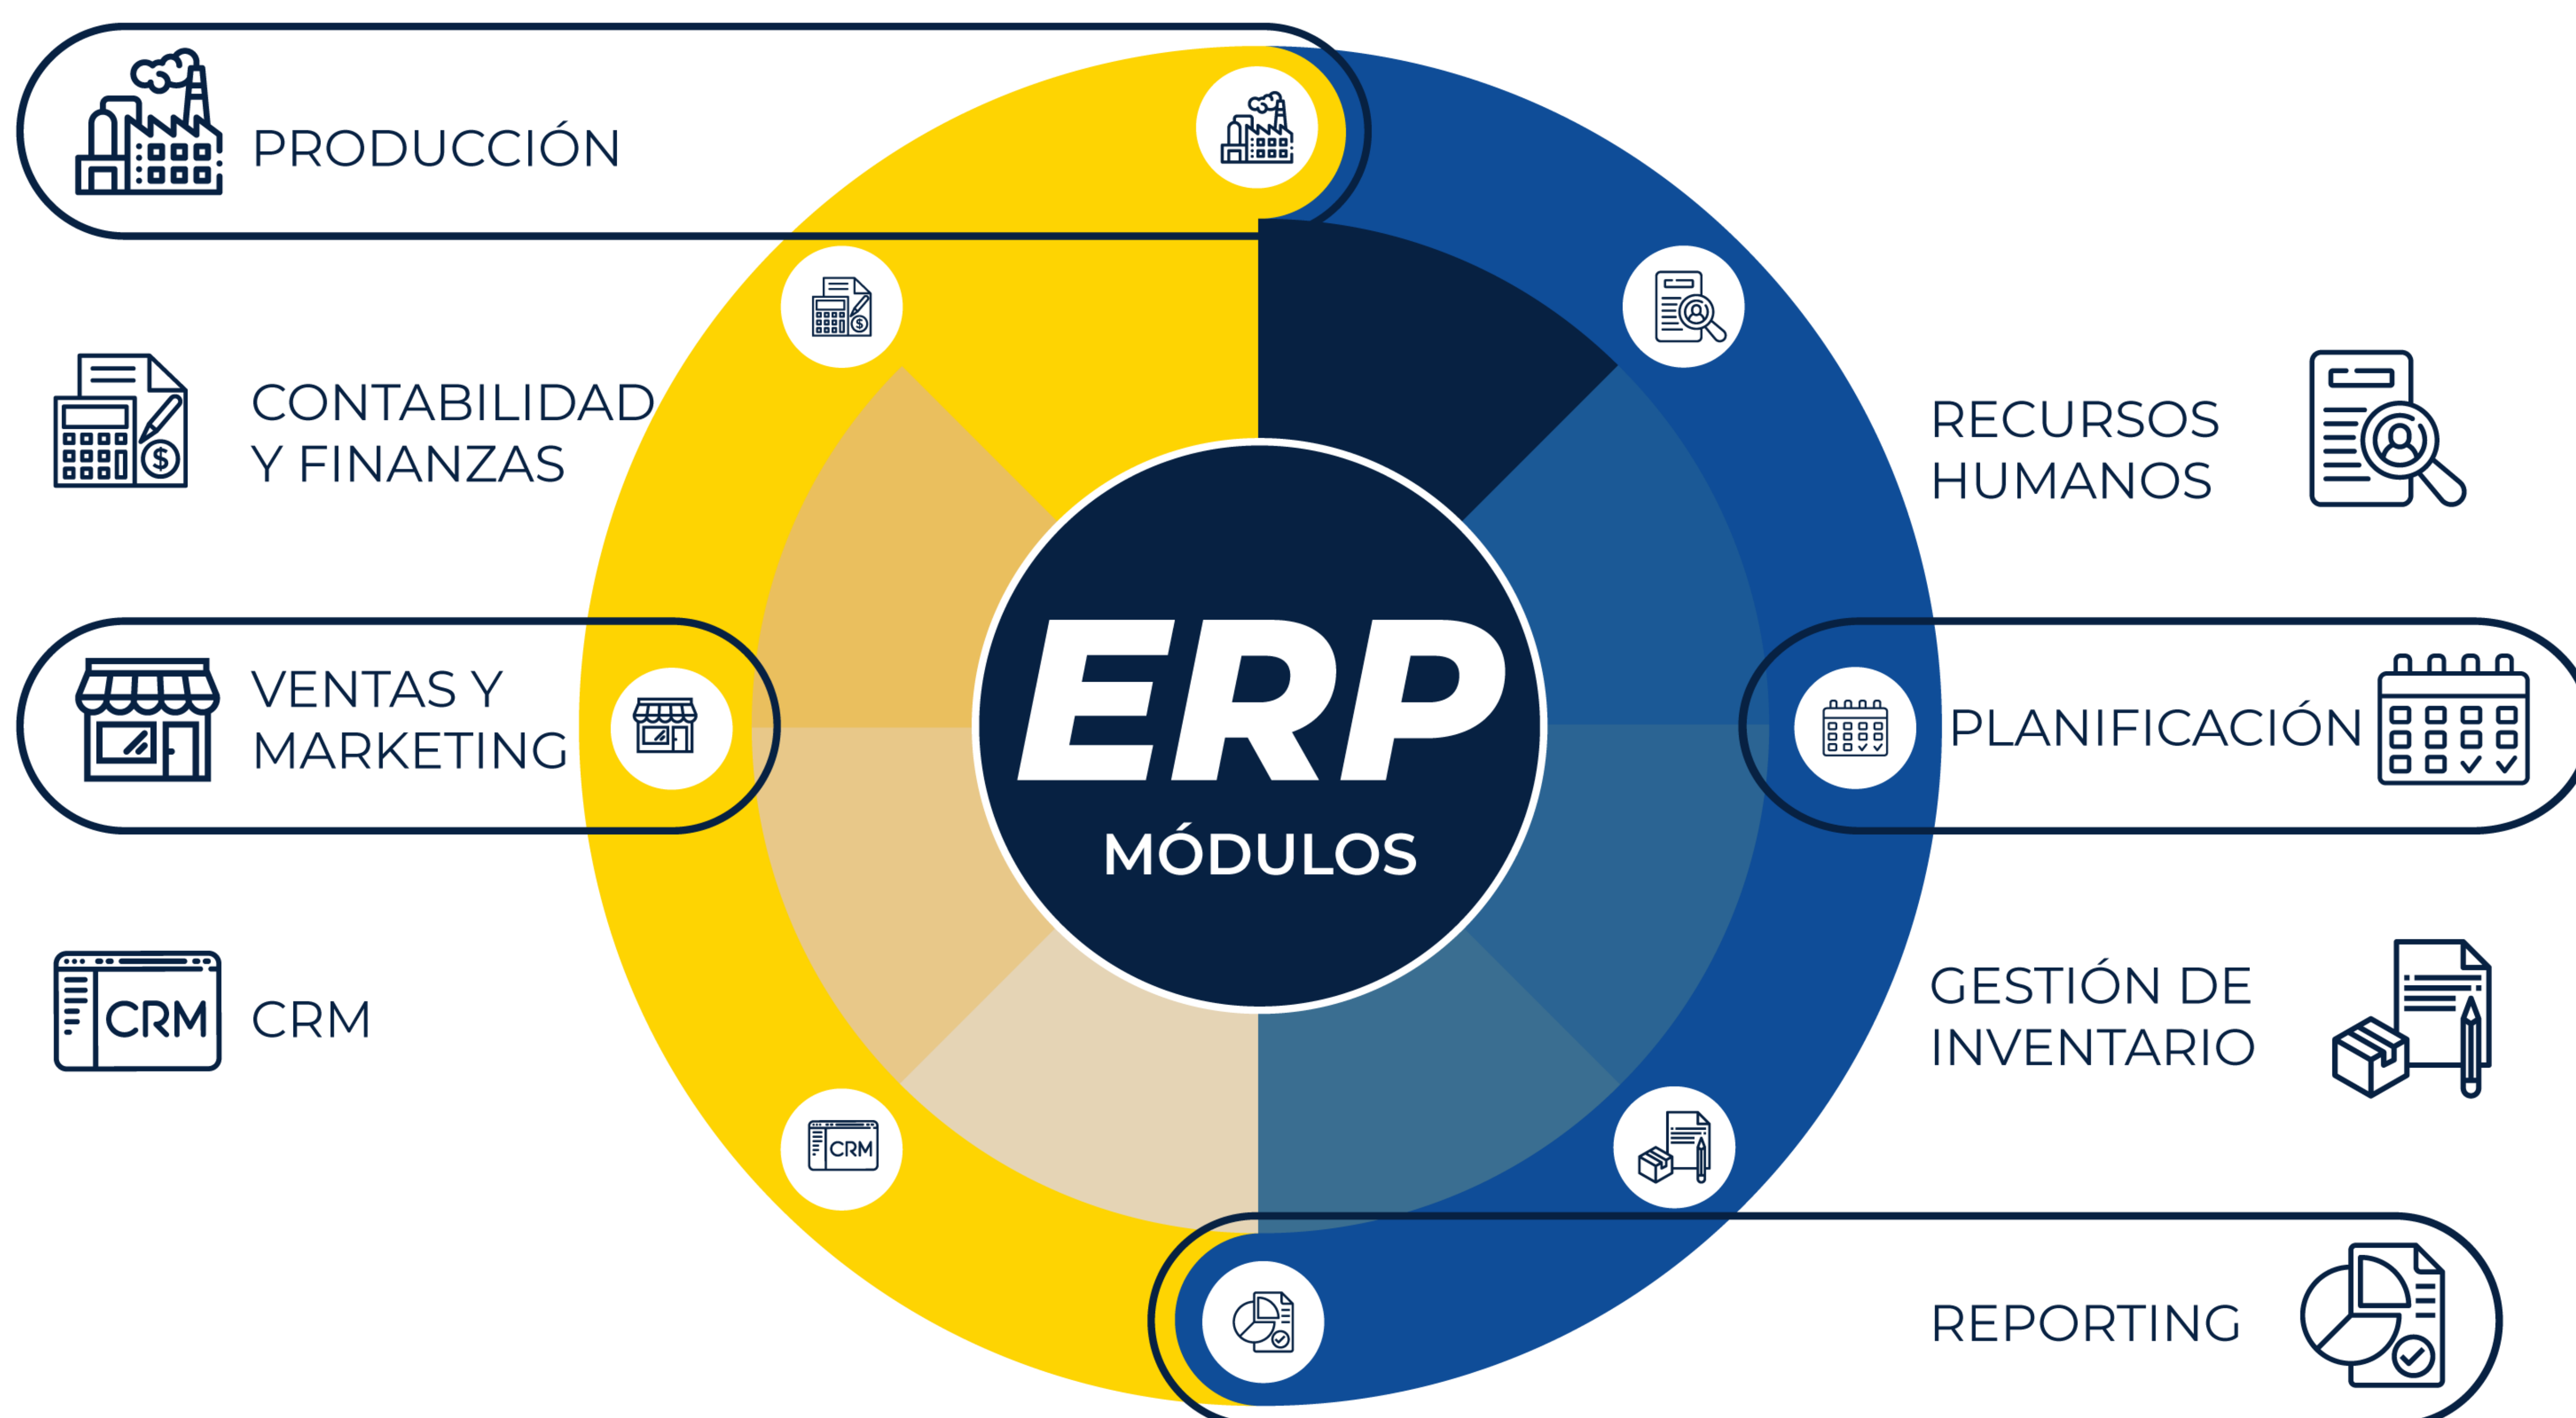 PRODUCCIÓN
CONTABILIDAD
Y FINANZAS
VENTAS Y
MARKETING
CRM
CRM
CRM
ERP
MÓDULOS
RECURSOS
HUMANOS
PLANIFICACIÓN
GESTIÓN DE
INVENTARIO
REPORTING